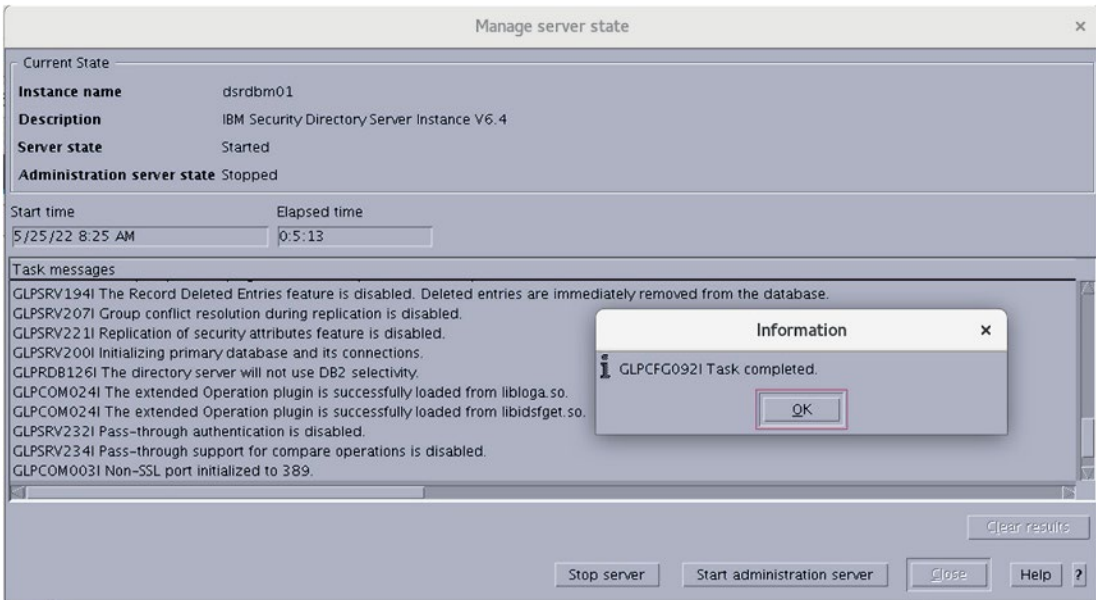 Manage server state ×
Current State
Instance name dsrdbm01
Description IBM Security Directory Server Instance V6.4
Server state Started
Administration server state Stopped
Start time Elapsed time
5/25/22 8:25 AM 0:5:13
Task messages
GLPSRV194I The Record Deleted Entries feature is disabled. Deleted entries are immediately removed from the database.
GLPSRV207I Group conflict resolution during replication is disabled.
GLPSRV221I Replication of security attributes feature is disabled.
GLPSRV200I Initializing primary database and its connections.
GLPRDB126I The directory server will not use DB2 selectivity.
GLPCOM024I The extended Operation plugin is successfully loaded from libloga.so.
GLPCOM024I The extended Operation plugin is successfully loaded from libidsfget.so.
GLPSRV232I Pass-through authentication is disabled.
GLPSRV234I Pass-through support for compare operations is disabled.
GLPCOM003I Non-SSL port initialized to 389.
Information ×
GLPCFG092I Task completed.
OK
Clear results
Stop server Start administration server Close Help ?